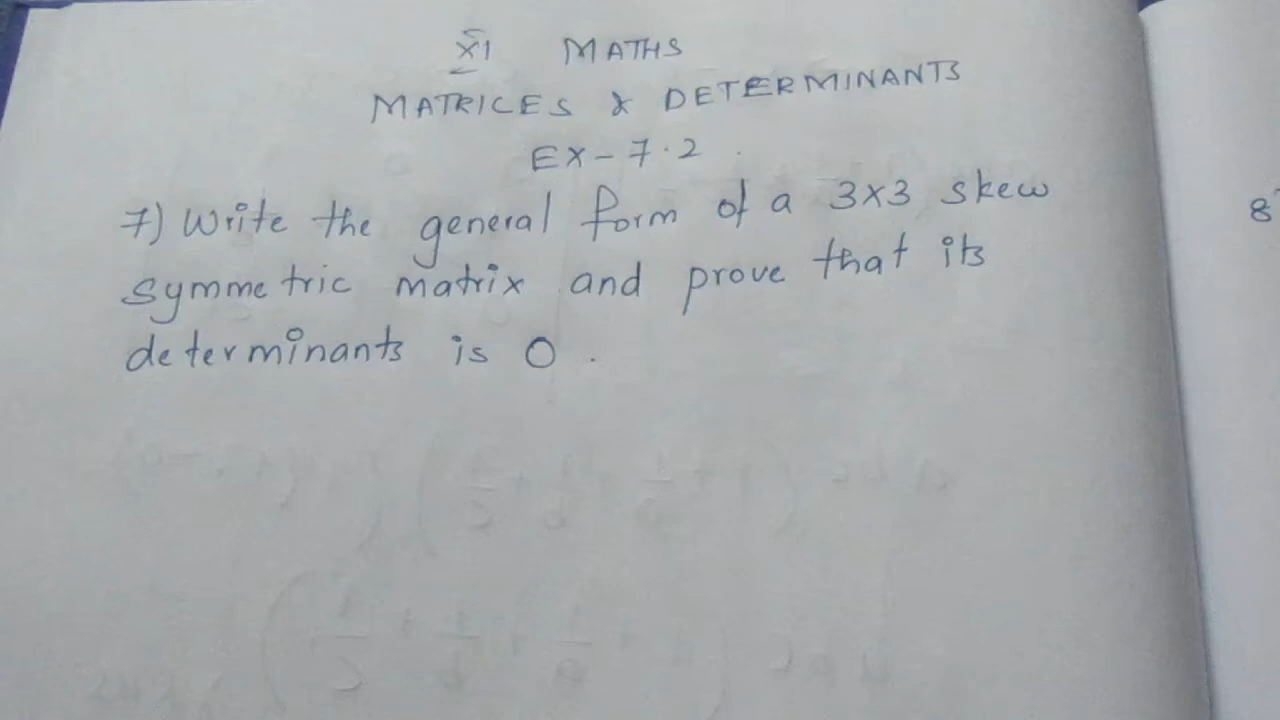 XI MATHS
MATRICES & DETERMINANTS
EX-7.2
7) Write the general form of a 3x3 skew
symmetric matrix and prove that its
determinants is 0.
8